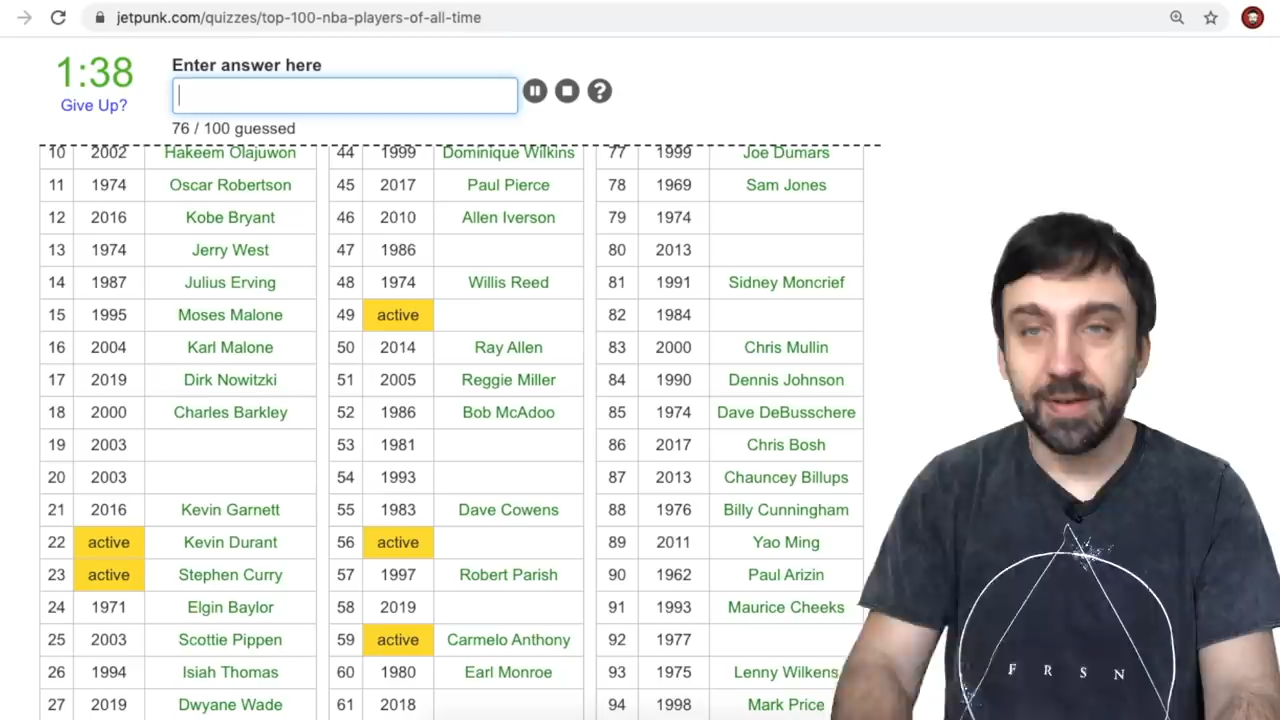 jetpunk.com/quizzes/top-100-nba-players-of-all-time
1:38
Give Up?
Enter answer here
76 / 100 guessed
10 2002 Hakeem Olajuwon 44 1999 Dominique Wilkins 77 1999 Joe Dumars
11 1974 Oscar Robertson 45 2017 Paul Pierce 78 1969 Sam Jones
12 2016 Kobe Bryant 46 2010 Allen Iverson 79 1974
13 1974 Jerry West 47 1986 80 2013
14 1987 Julius Erving 48 1974 Willis Reed 81 1991 Sidney Moncrief
15 1995 Moses Malone 49 active 82 1984
16 2004 Karl Malone 50 2014 Ray Allen 83 2000 Chris Mullin
17 2019 Dirk Nowitzki 51 2005 Reggie Miller 84 1990 Dennis Johnson
18 2000 Charles Barkley 52 1986 Bob McAdoo 85 1974 Dave DeBusschere
19 2003 53 1981 86 2017 Chris Bosh
20 2003 54 1993 87 2013 Chauncey Billups
21 2016 Kevin Garnett 55 1983 Dave Cowens 88 1976 Billy Cunningham
22 active Kevin Durant 56 active 89 2011 Yao Ming
23 active Stephen Curry 57 1997 Robert Parish 90 1962 Paul Arizin
24 1971 Elgin Baylor 58 2019 91 1993 Maurice Cheeks
25 2003 Scottie Pippen 59 active Carmelo Anthony 92 1977
26 1994 Isiah Thomas 60 1980 Earl Monroe 93 1975 Lenny Wilkens
27 2019 Dwyane Wade 61 2018 94 1998 Mark Price
F R S N